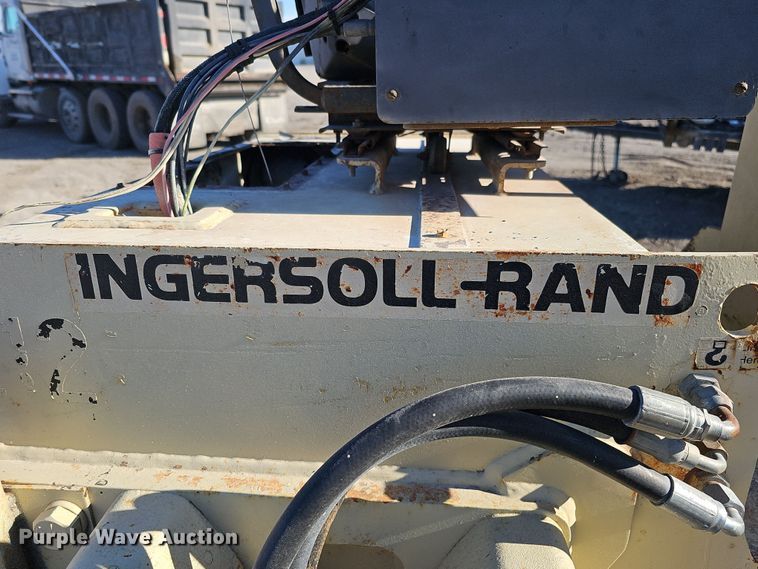 INGERSOLL-RAND
Purple Wave Auction